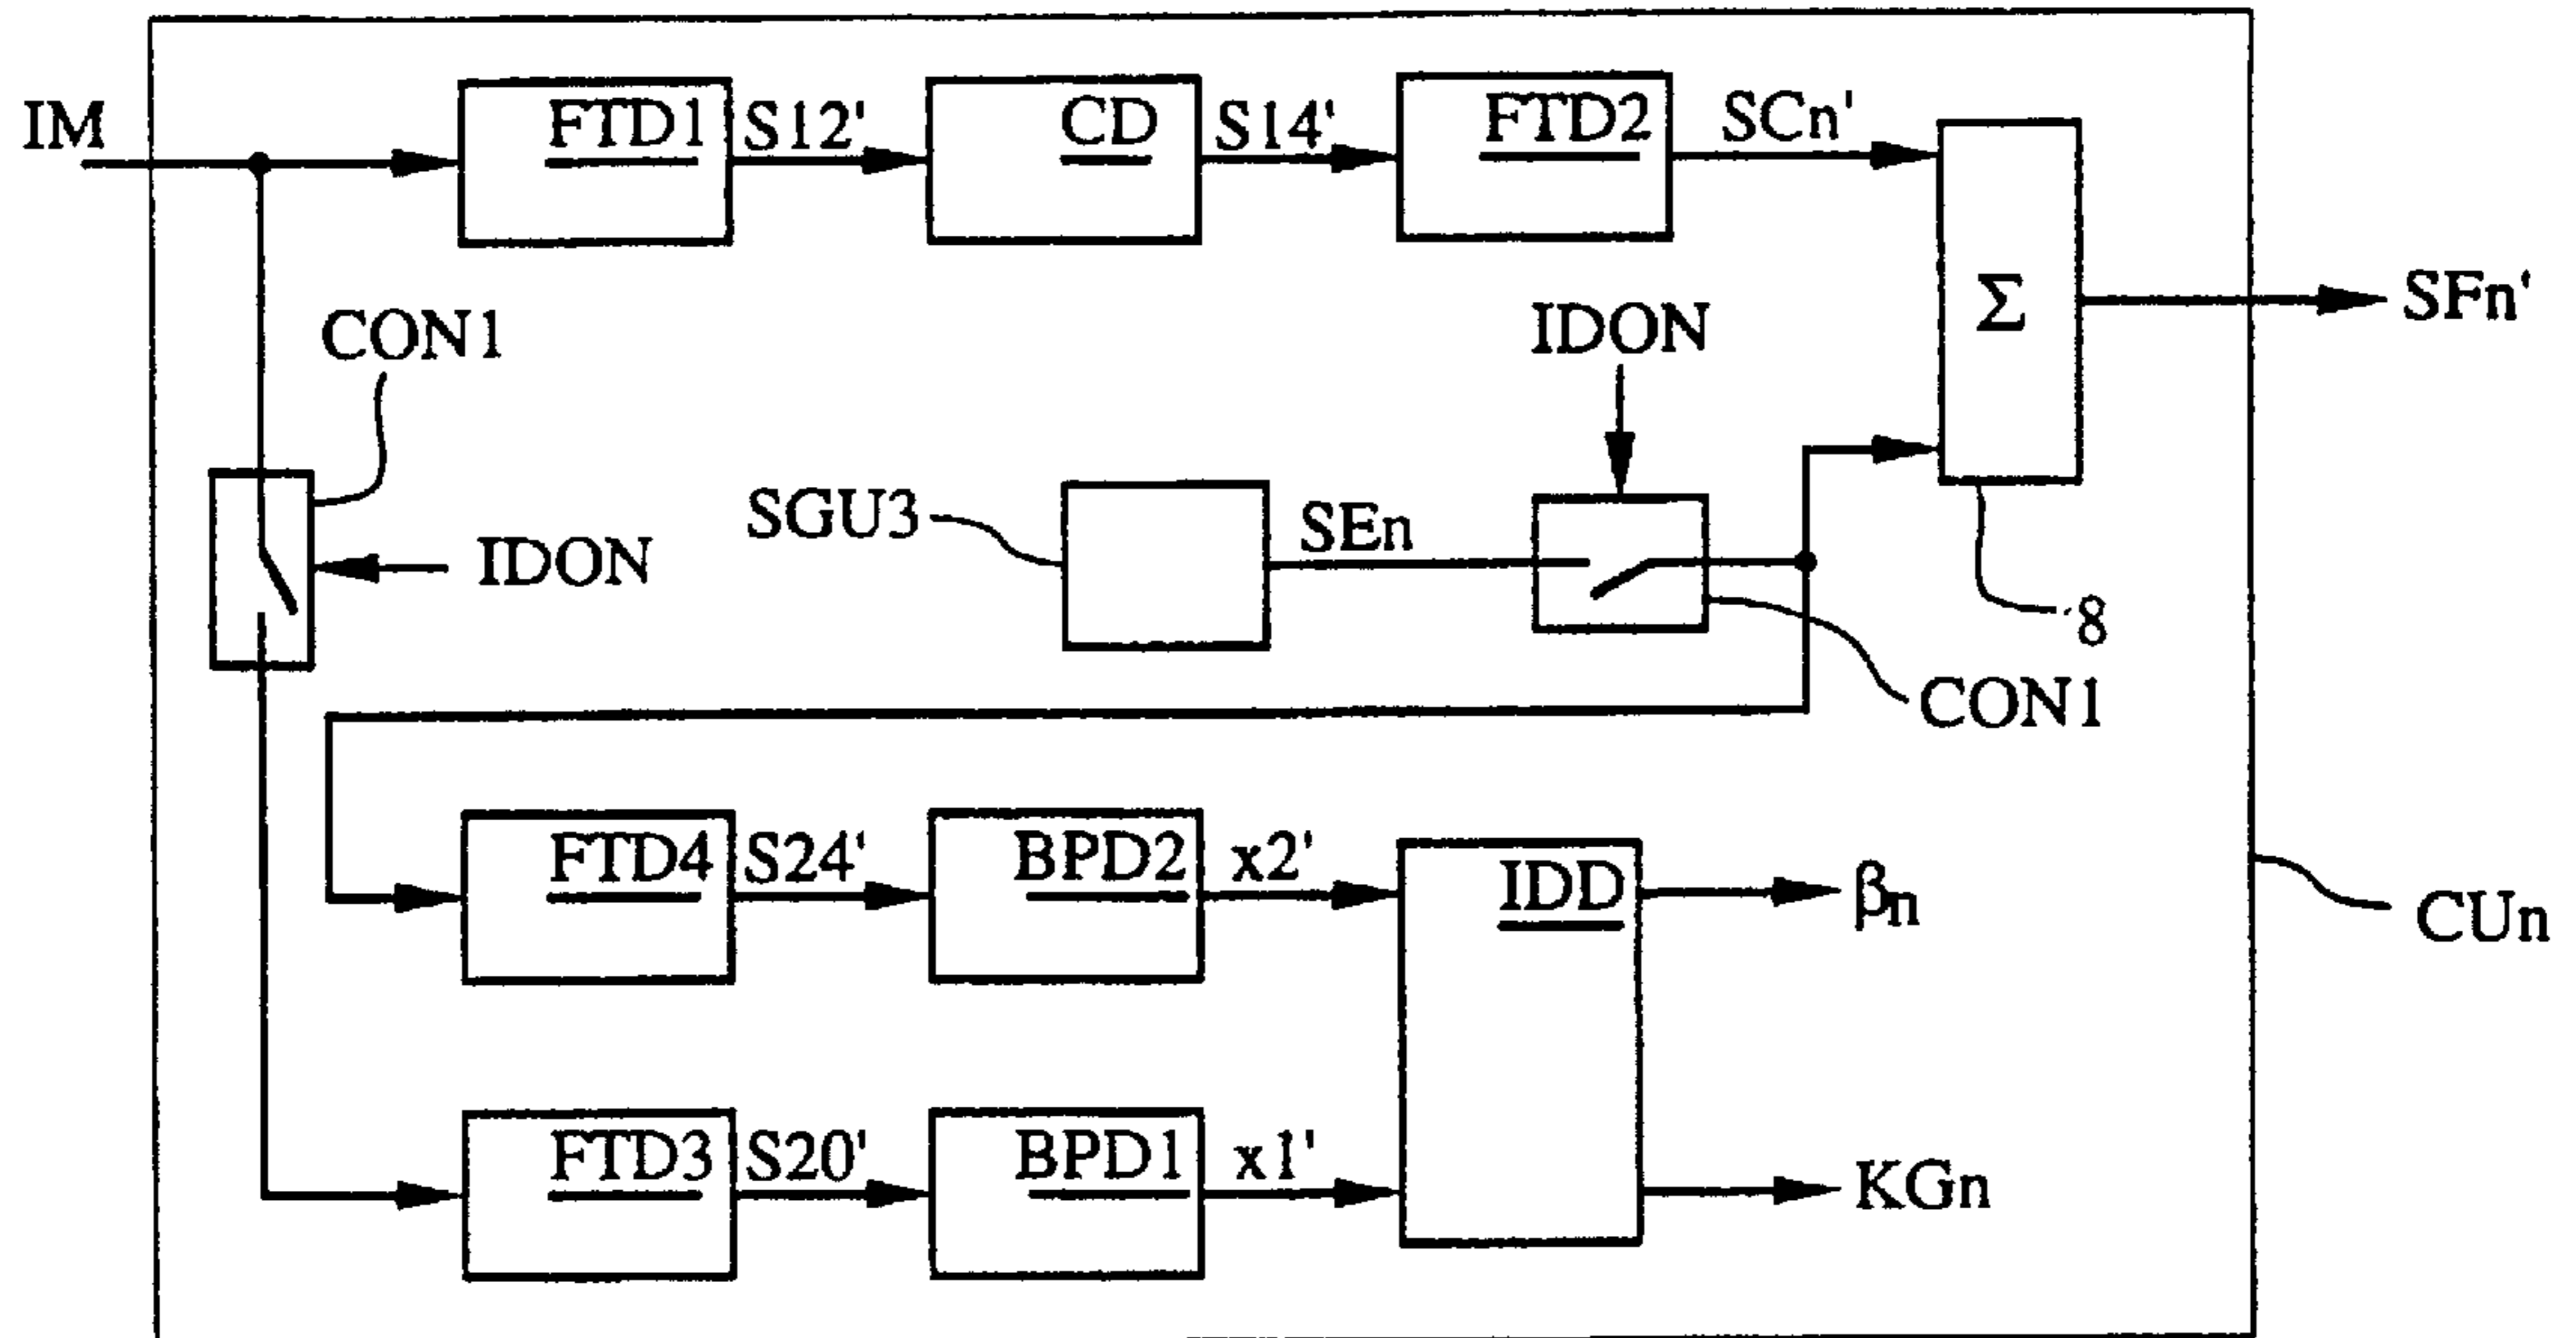 IM
FTD1
S12'
CD
S14'
FTD2
SCn'
Σ
SFn'
CON1
IDON
IDON
SGU3
SEn
8
CON1
FTD4
S24'
BPD2
x2'
IDD
βn
CUn
FTD3
S20'
BPD1
x1'
KGn